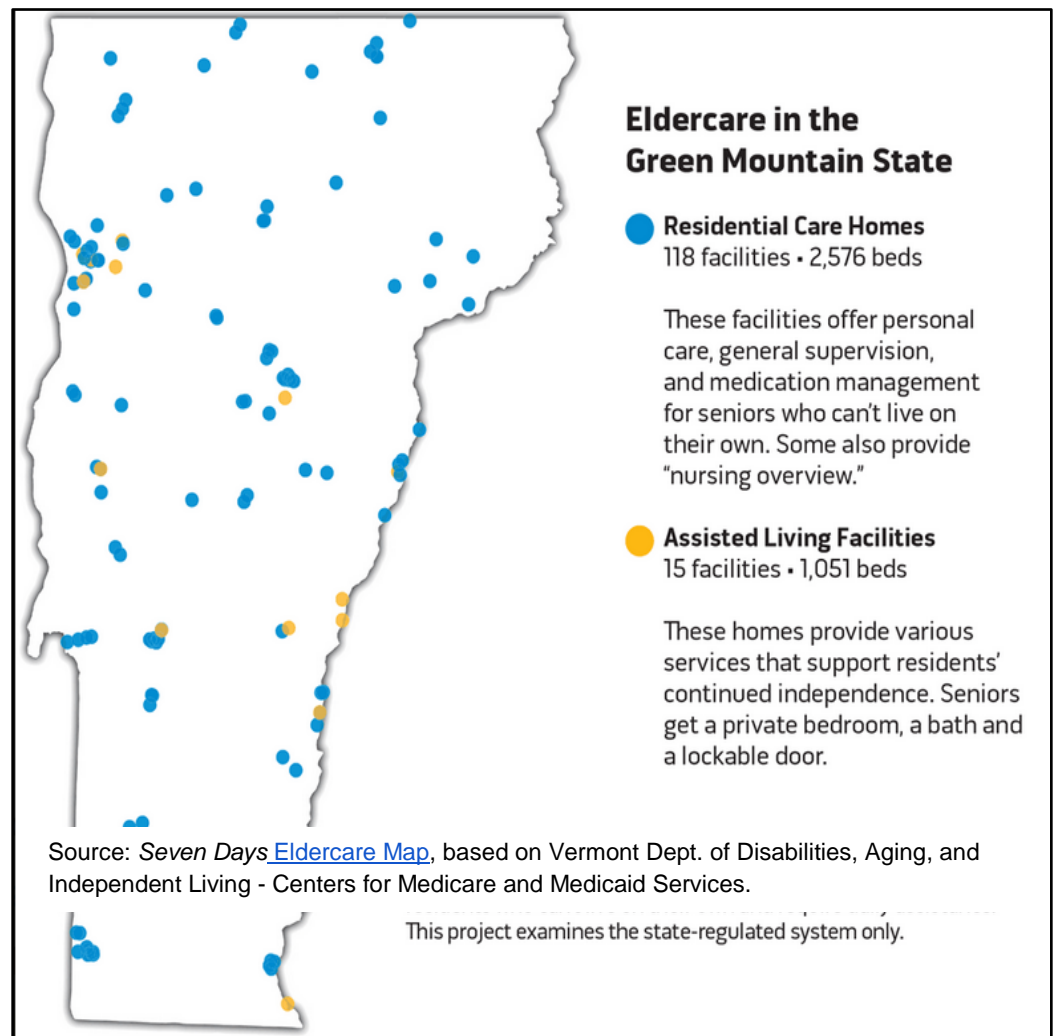 Eldercare in the
Green Mountain State
Residential Care Homes
118 facilities • 2,576 beds
These facilities offer personal
care, general supervision,
and medication management
for seniors who can't live on
their own. Some also provide
“nursing overview.”
Assisted Living Facilities
15 facilities • 1,051 beds
These homes provide various
services that support residents’
continued independence. Seniors
get a private bedroom, a bath and
a lockable door.
Source: Seven Days Eldercare Map, based on Vermont Dept. of Disabilities, Aging, and
Independent Living - Centers for Medicare and Medicaid Services.
This project examines the state-regulated system only.